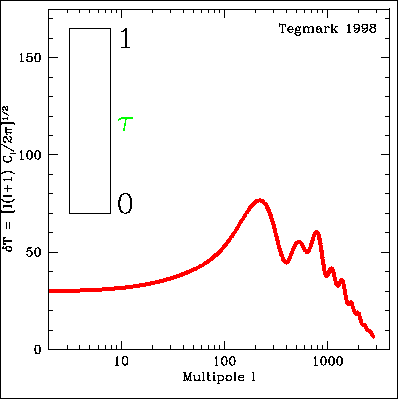 Tegmark 1998
1
τ
0
150
100
50
0
δT = [l(l+1) C_l/2π]^1/2
10 100 1000
Multipole l